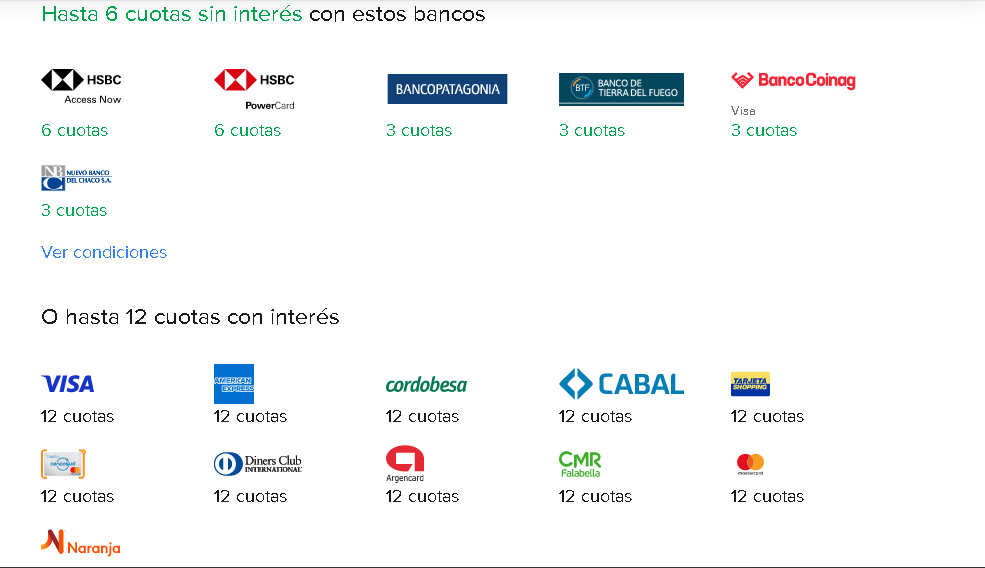 Hasta 6 cuotas sin interés con estos bancos
HSBC
Access Now
6 cuotas
HSBC
PowerCard
6 cuotas
BANCOPATAGONIA
3 cuotas
BTF
BANCO DE
TIERRA DEL FUEGO
3 cuotas
BancoCoinag
Visa
3 cuotas
NBC
NUEVO BANCO
DEL CHACO S.A.
3 cuotas
Ver condiciones
O hasta 12 cuotas con interés
VISA
12 cuotas
AMERICAN
EXPRESS
12 cuotas
cordobesa
12 cuotas
CABAL
12 cuotas
TARJETA
SHOPPING
12 cuotas
cencosud
12 cuotas
Diners Club
INTERNATIONAL
12 cuotas
Argencard
12 cuotas
CMR
Falabella
12 cuotas
mastercard
12 cuotas
Naranja